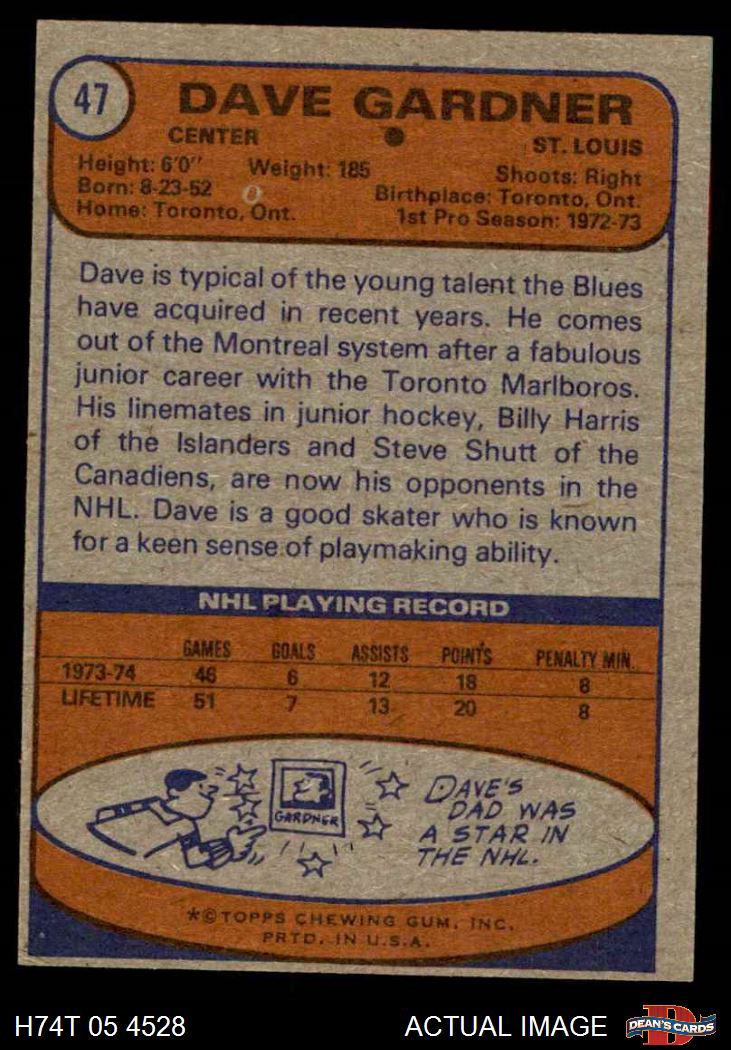 47
DAVE GARDNER
CENTER
ST. LOUIS
Height: 6'0" Weight: 185 Shoots: Right
Born: 8-23-52 Birthplace: Toronto, Ont.
Home: Toronto, Ont. 1st Pro Season: 1972-73
Dave is typical of the young talent the Blues
have acquired in recent years. He comes
out of the Montreal system after a fabulous
junior career with the Toronto Marlboros.
His linemates in junior hockey, Billy Harris
of the Islanders and Steve Shutt of the
Canadiens, are now his opponents in the
NHL. Dave is a good skater who is known
for a keen sense of playmaking ability.
NHL PLAYING RECORD
GAMES GOALS ASSISTS POINTS PENALTY MIN.
1973-74 46 6 12 18 8
LIFETIME 51 7 13 20 8
GARDNER
DAVE'S
DAD WAS
A STAR IN
THE NHL.
*©TOPPS CHEWING GUM, INC.
PRTD. IN U.S.A.
H74T 05 4528 ACTUAL IMAGE
D
DEAN'S CARDS